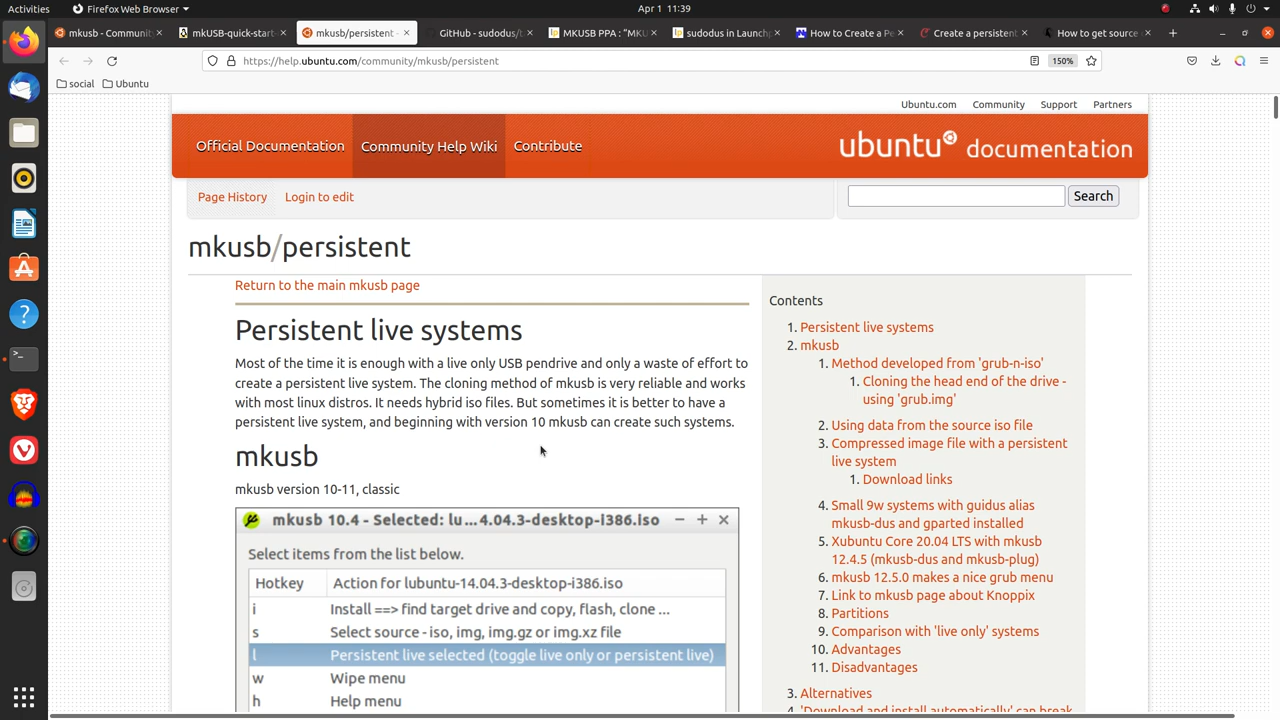 Activities
Firefox Web Browser
Apr 1 11:39
mkusb - Communit
mkUSB-quick-start-
mkusb/persistent -
GitHub - sudodus/t
MKUSB PPA : "MKU
sudodus in Launchp
How to Create a Pe
Create a persistent
How to get source c
https://help.ubuntu.com/community/mkusb/persistent
150%
social
Ubuntu
Ubuntu.com
Community
Support
Partners
Official Documentation
Community Help Wiki
Contribute
ubuntu documentation
Page History
Login to edit
Search
mkusb/persistent
Return to the main mkusb page
Persistent live systems
Most of the time it is enough with a live only USB pendrive and only a waste of effort to
create a persistent live system. The cloning method of mkusb is very reliable and works
with most linux distros. It needs hybrid iso files. But sometimes it is better to have a
persistent live system, and beginning with version 10 mkusb can create such systems.
mkusb
mkusb version 10-11, classic
mkusb 10.4 - Selected: lu...4.04.3-desktop-i386.iso
Select items from the list below.
Hotkey Action for lubuntu-14.04.3-desktop-i386.iso
i Install ==> find target drive and copy, flash, clone ...
s Select source - iso, img, img.gz or img.xz file
l Persistent live selected (toggle live only or persistent live)
w Wipe menu
h Help menu
Contents
1. Persistent live systems
2. mkusb
1. Method developed from 'grub-n-iso'
1. Cloning the head end of the drive -
using 'grub.img'
2. Using data from the source iso file
3. Compressed image file with a persistent
live system
1. Download links
4. Small 9w systems with guidus alias
mkusb-dus and gparted installed
5. Xubuntu Core 20.04 LTS with mkusb
12.4.5 (mkusb-dus and mkusb-plug)
6. mkusb 12.5.0 makes a nice grub menu
7. Link to mkusb page about Knoppix
8. Partitions
9. Comparison with 'live only' systems
10. Advantages
11. Disadvantages
3. Alternatives
4. 'Download and install automatically' can break